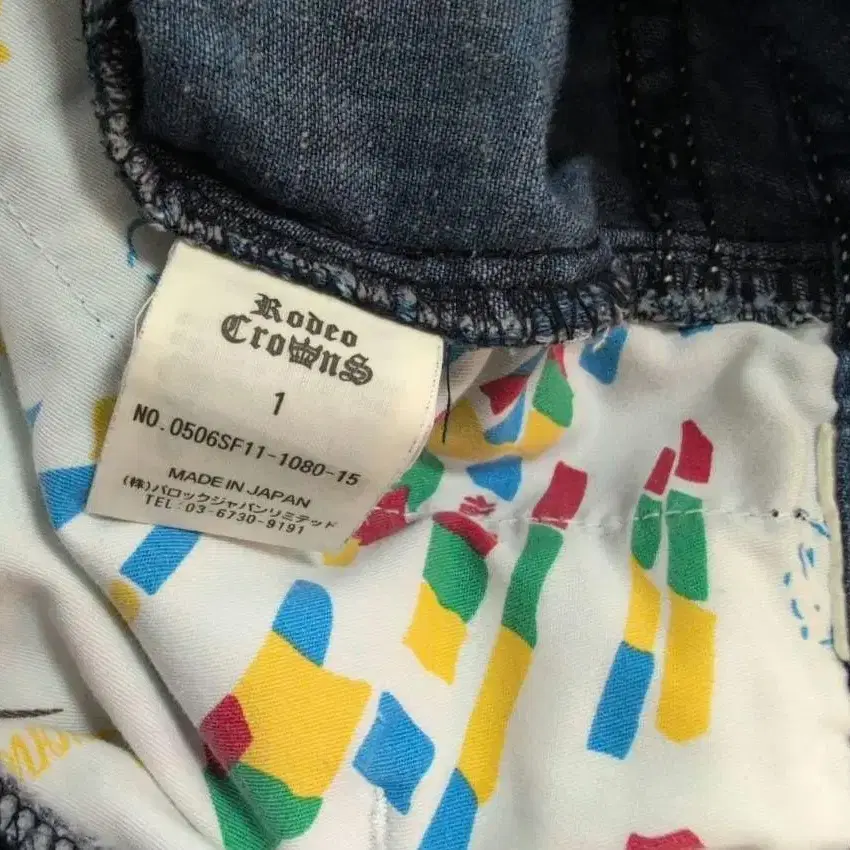 Rodeo
Crowns
1
NO.0506SF11-1080-15
MADE IN JAPAN
(株)バロックジャパンリミテッド
TEL:03-6730-9191